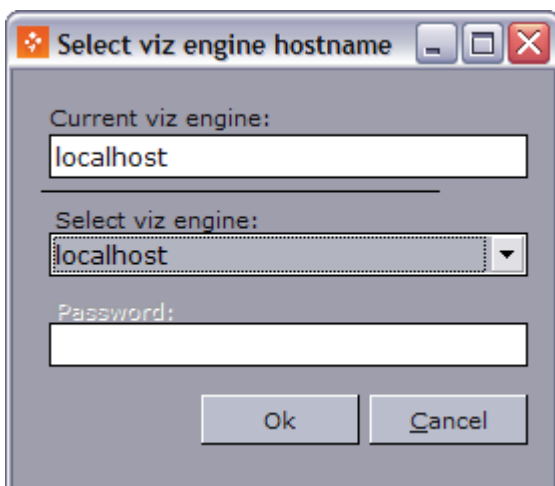 Select viz engine hostname
Current viz engine:
localhost
Select viz engine:
localhost
Password:
Ok Cancel